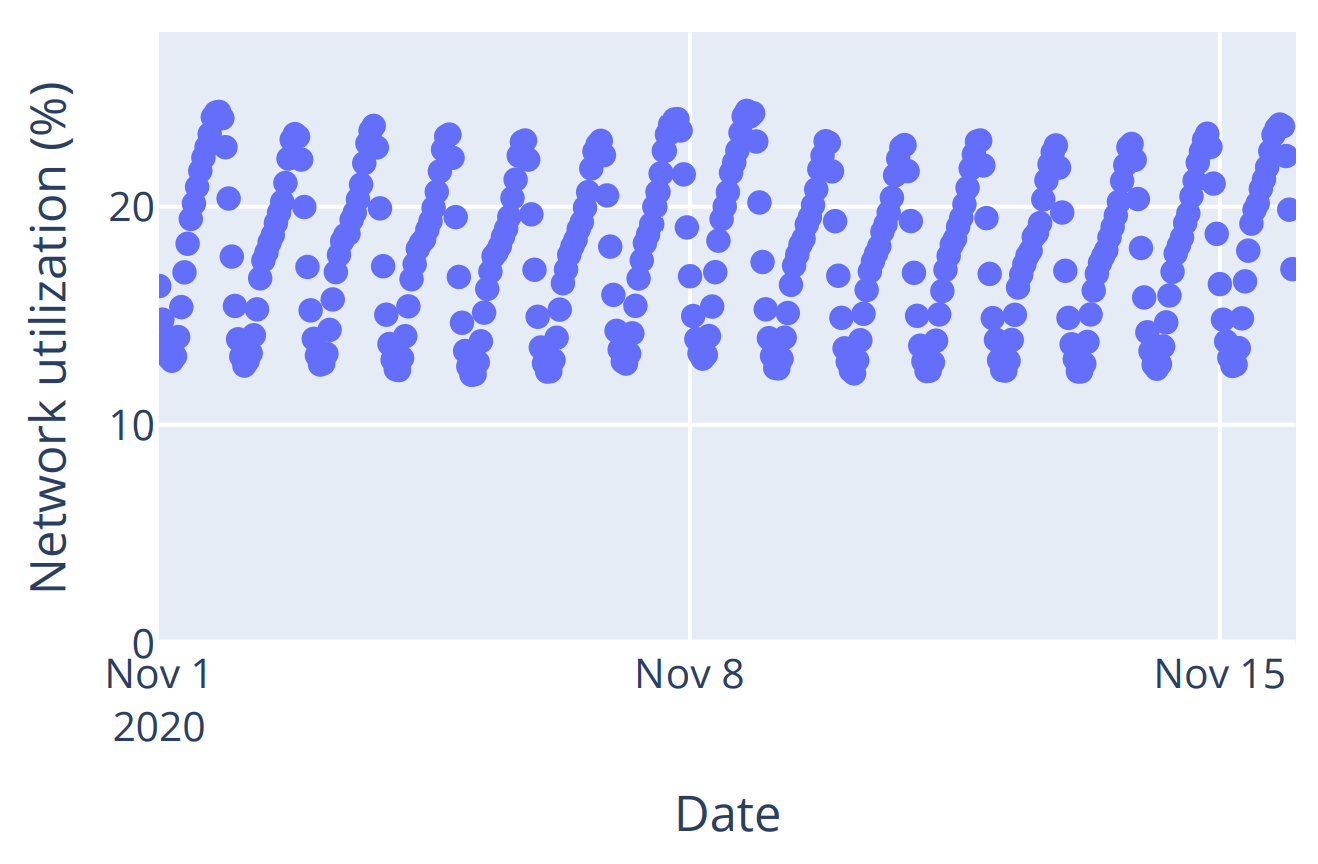 Network utilization (%)
20
10
0
Nov 1
2020
Nov 8
Nov 15
Date